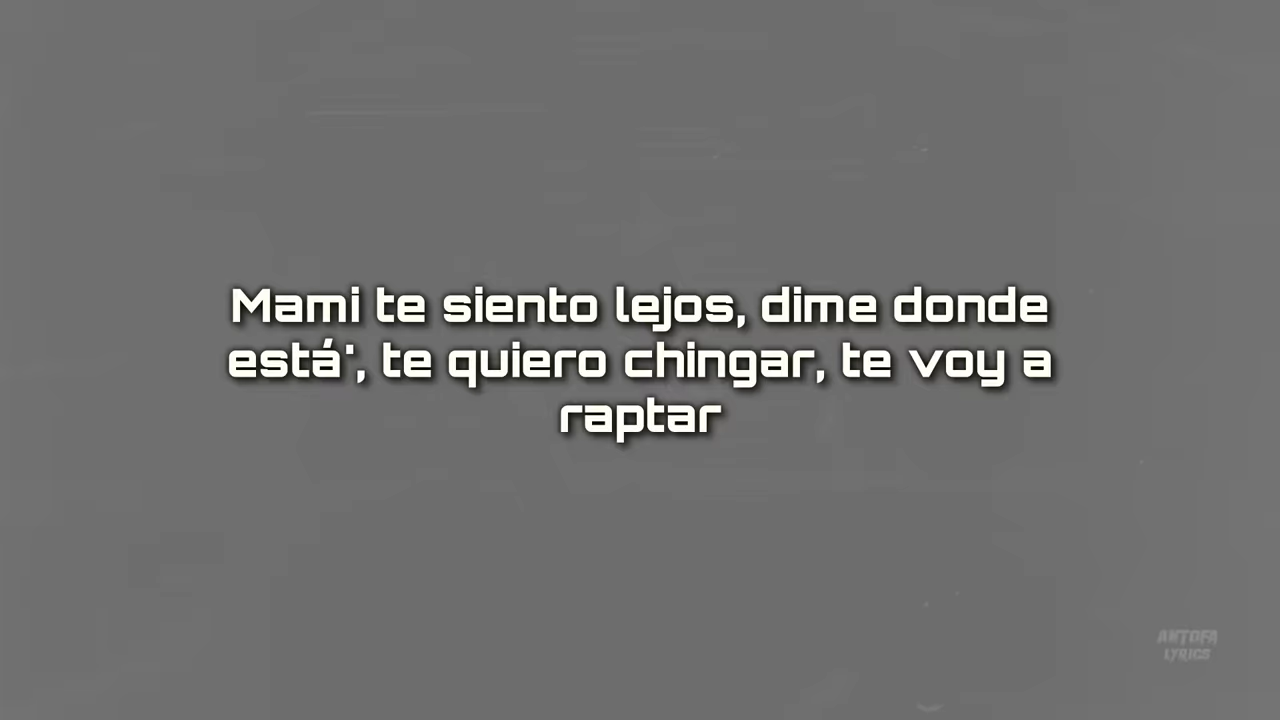 Mami te siento lejos, dime donde
está', te quiero chingar, te voy a
raptar
ANTOFA
LYRICS